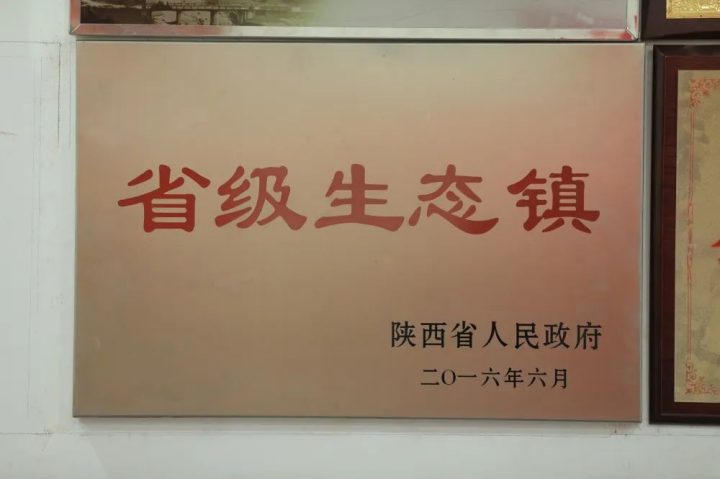 省级生态镇
陕西省人民政府
二〇一六年六月